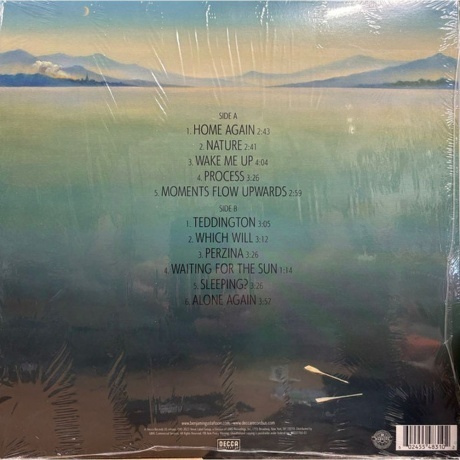 SIDE A
1. HOME AGAIN 2:43
2. NATURE 2:41
3. WAKE ME UP 4:04
4. PROCESS 3:26
5. MOMENTS FLOW UPWARDS 2:59
SIDE B
1. TEDDINGTON 3:05
2. WHICH WILL 3:12
3. PERZINA 3:26
4. WAITING FOR THE SUN 1:14
5. SLEEPING? 3:26
6. ALONE AGAIN 3:57
DECCA